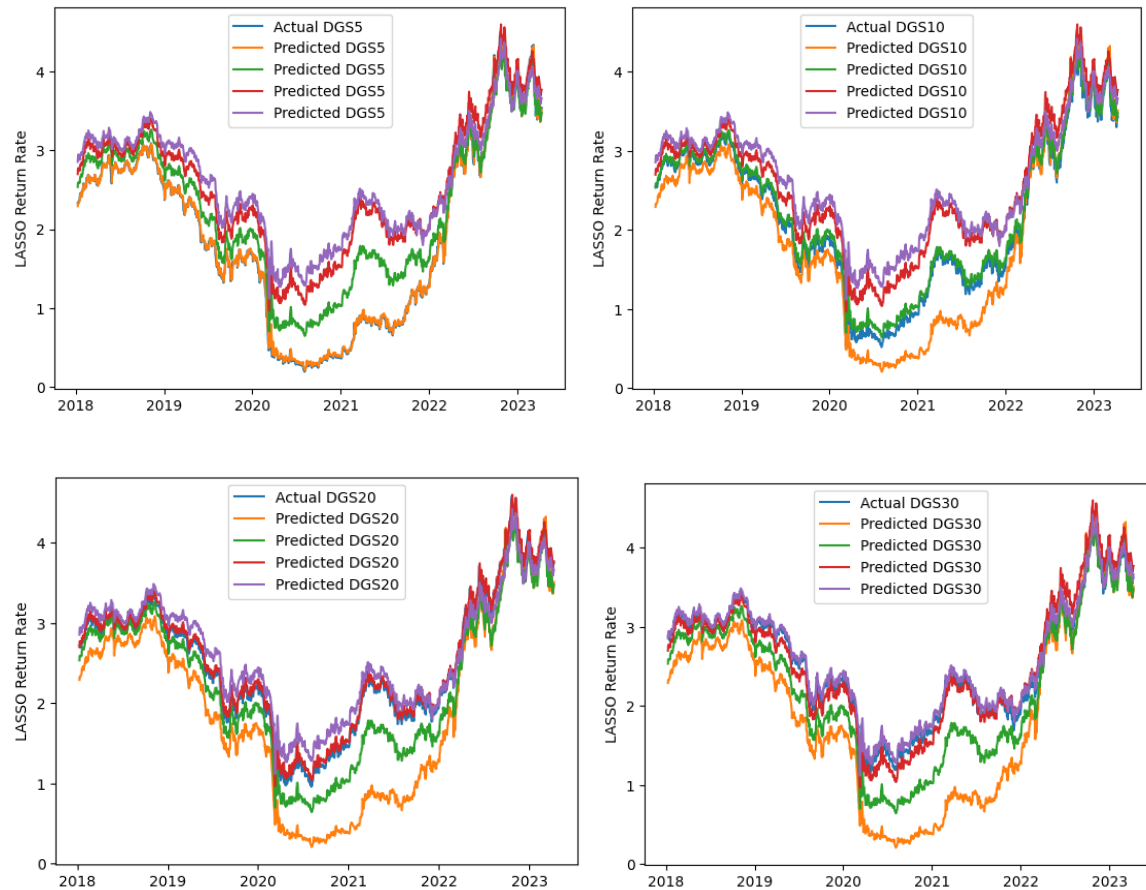 Actual DGS5
Predicted DGS5
Predicted DGS5
Predicted DGS5
Predicted DGS5
LASSO Return Rate
4
3
2
1
0
2018 2019 2020 2021 2022 2023
Actual DGS10
Predicted DGS10
Predicted DGS10
Predicted DGS10
Predicted DGS10
LASSO Return Rate
4
3
2
1
0
2018 2019 2020 2021 2022 2023
Actual DGS20
Predicted DGS20
Predicted DGS20
Predicted DGS20
Predicted DGS20
LASSO Return Rate
4
3
2
1
0
2018 2019 2020 2021 2022 2023
Actual DGS30
Predicted DGS30
Predicted DGS30
Predicted DGS30
Predicted DGS30
LASSO Return Rate
4
3
2
1
0
2018 2019 2020 2021 2022 2023